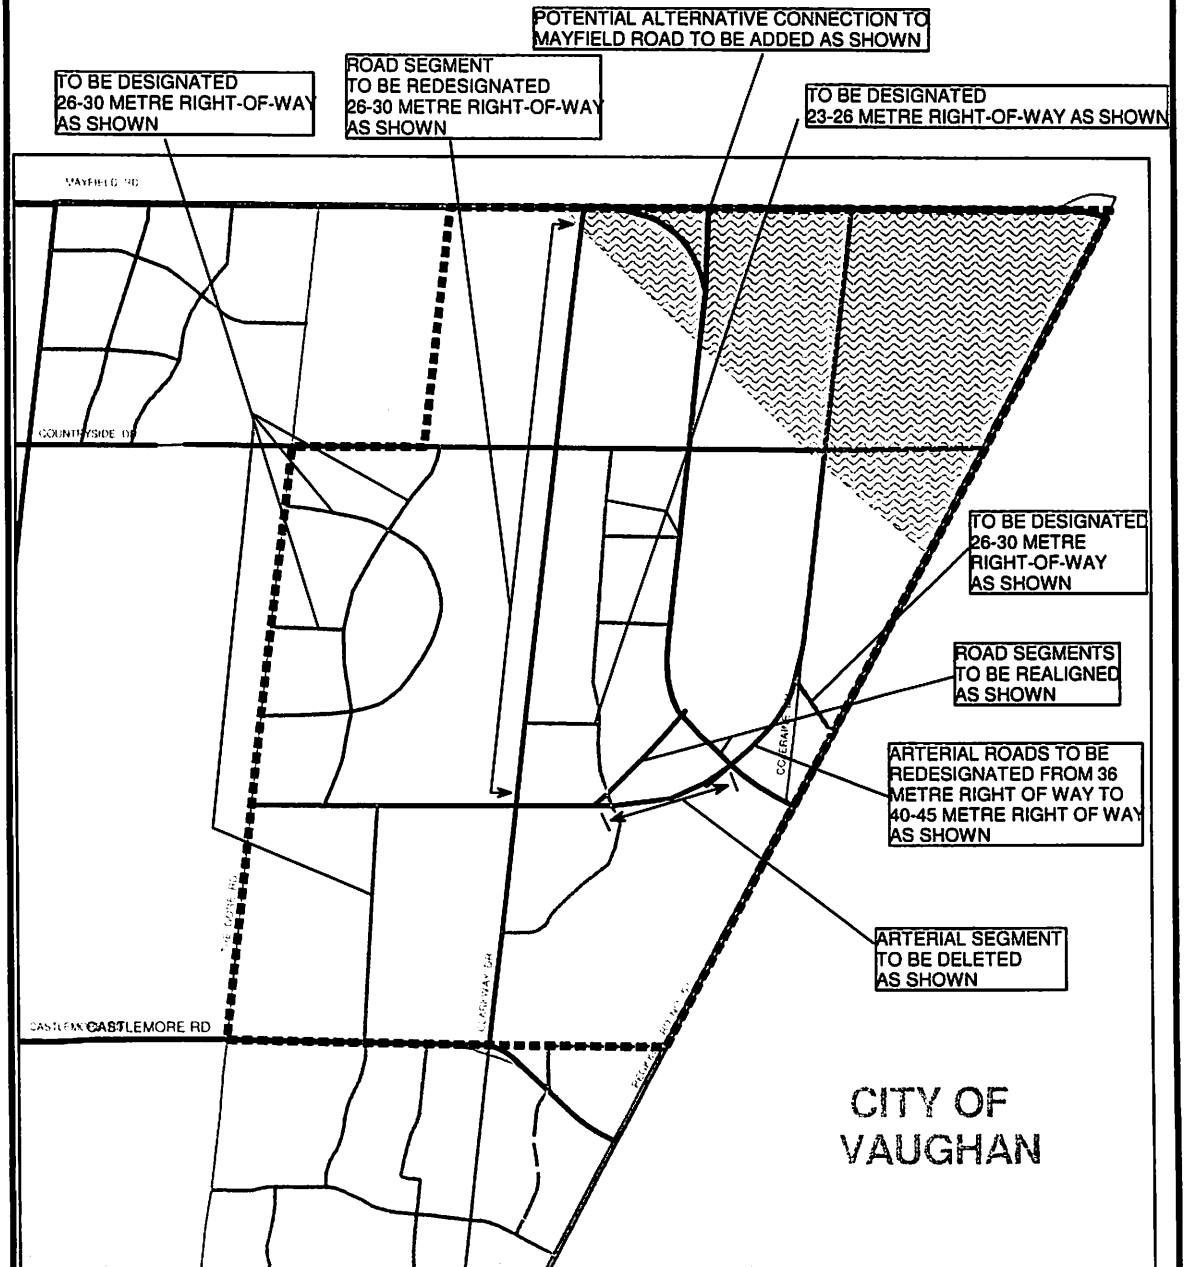 POTENTIAL ALTERNATIVE CONNECTION TO
MAYFIELD ROAD TO BE ADDED AS SHOWN
ROAD SEGMENT
TO BE REDESIGNATED
26-30 METRE RIGHT-OF-WAY
AS SHOWN
TO BE DESIGNATED
26-30 METRE RIGHT-OF-WAY
AS SHOWN
TO BE DESIGNATED
23-26 METRE RIGHT-OF-WAY AS SHOWN
MAYFIELD RD
COUNTRYSIDE DR
TO BE DESIGNATED
26-30 METRE
RIGHT-OF-WAY
AS SHOWN
ROAD SEGMENTS
TO BE REALIGNED
AS SHOWN
ARTERIAL ROADS TO BE
REDESIGNATED FROM 36
METRE RIGHT OF WAY TO
40-45 METRE RIGHT OF WAY
AS SHOWN
THE GORE RD
CLARKWAY DR
ARTERIAL SEGMENT
TO BE DELETED
AS SHOWN
CASTLEMORE RD
CITY OF
VAUGHAN